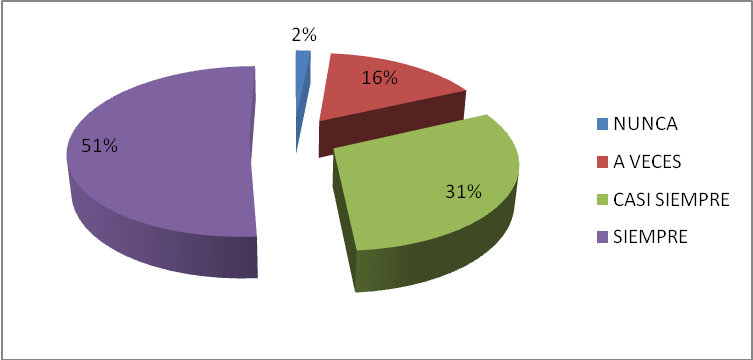 2%
16%
31%
51%
NUNCA
A VECES
CASI SIEMPRE
SIEMPRE